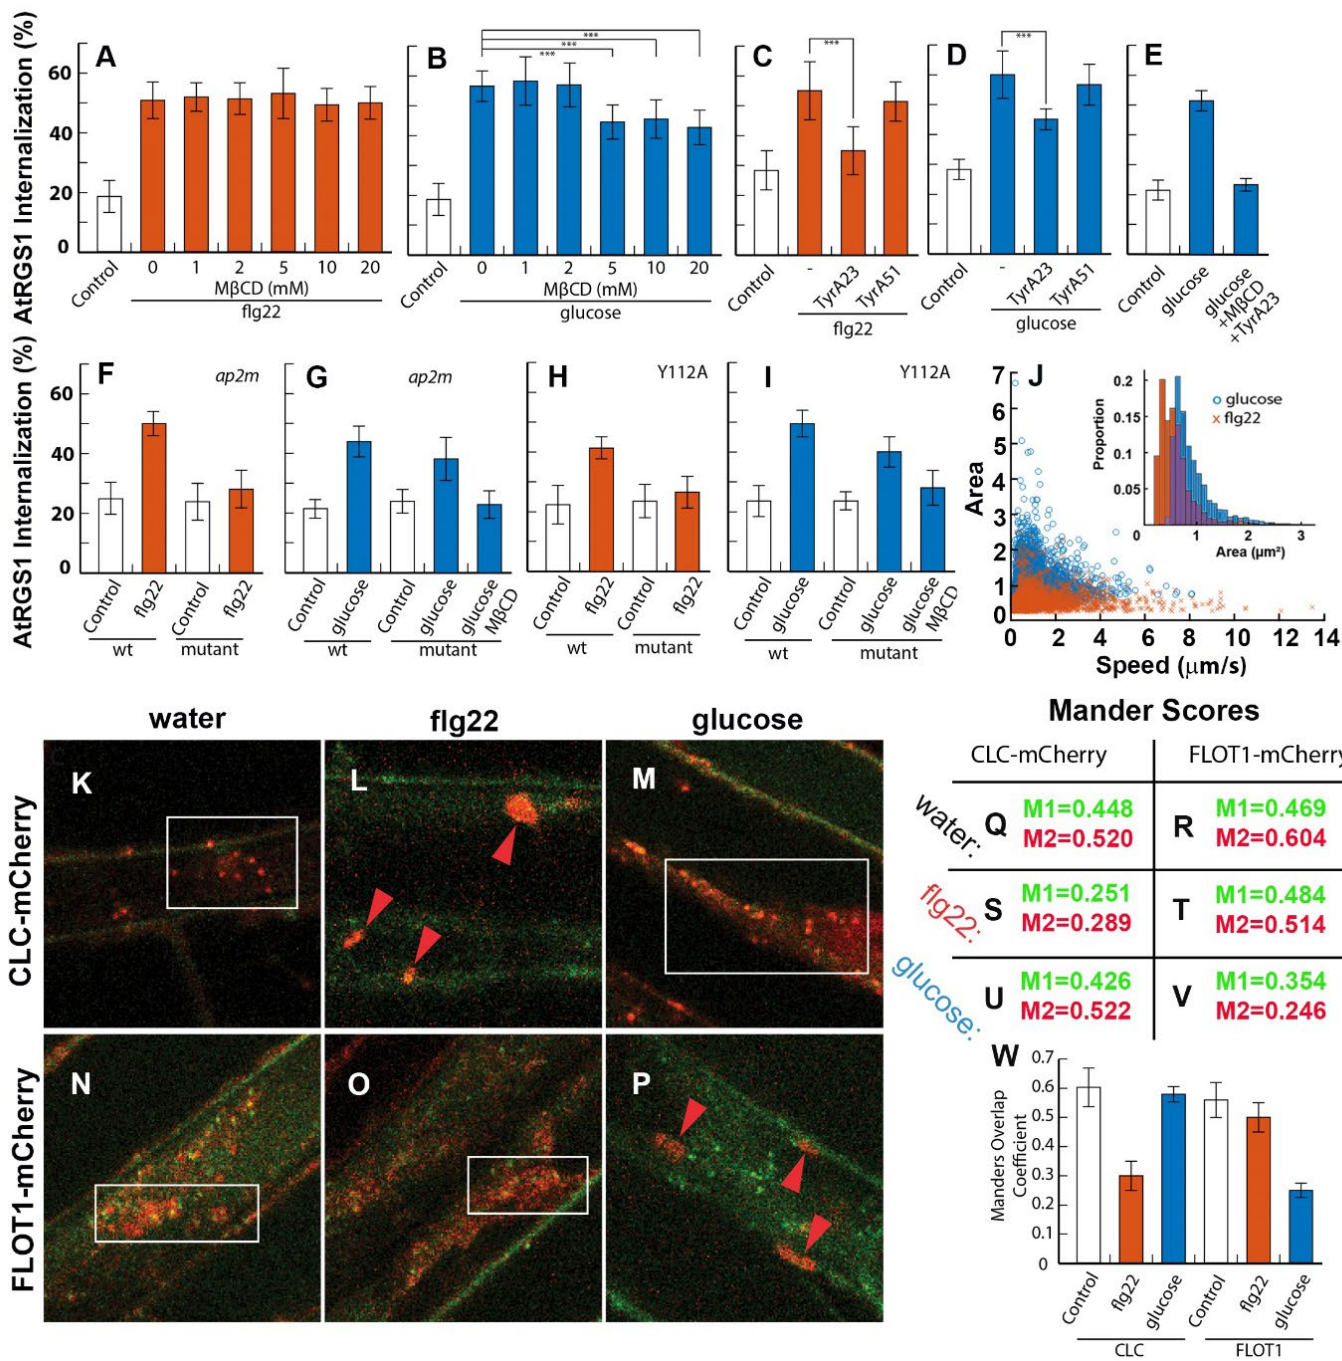 AtRGS1 Internalization (%)
A
60
40
20
0
Control
0 1 2 5 10 20
MβCD (mM)
flg22
B
***
***
***
Control
0 1 2 5 10 20
MβCD (mM)
glucose
C
***
Control
-
TyrA23
TyrA51
flg22
D
***
Control
-
TyrA23
TyrA51
glucose
E
Control
glucose
glucose
+MβCD
+TyrA23
AtRGS1 Internalization (%)
F
ap2m
60
40
20
0
Control
flg22
Control
flg22
wt
mutant
G
ap2m
Control
glucose
Control
glucose
glucose
MβCD
wt
mutant
H
Y112A
Control
flg22
Control
flg22
wt
mutant
I
Y112A
Control
glucose
Control
glucose
glucose
MβCD
wt
mutant
J
Area
7
6
5
4
3
2
1
0
0 2 4 6 8 10 12 14
Speed (μm/s)
Proportion
0.2
0.15
0.1
0.05
0 1 2 3
Area (μm²)
glucose
flg22
water
flg22
glucose
CLC-mCherry
K
L
M
FLOT1-mCherry
N
O
P
Mander Scores
CLC-mCherry
FLOT1-mCherry
water:
Q
M1=0.448
M2=0.520
R
M1=0.469
M2=0.604
flg22:
S
M1=0.251
M2=0.289
T
M1=0.484
M2=0.514
glucose:
U
M1=0.426
M2=0.522
V
M1=0.354
M2=0.246
W
Manders Overlap
Coefficient
0.7
0.6
0.5
0.4
0.3
0.2
0.1
0
Control
flg22
glucose
Control
flg22
glucose
CLC
FLOT1